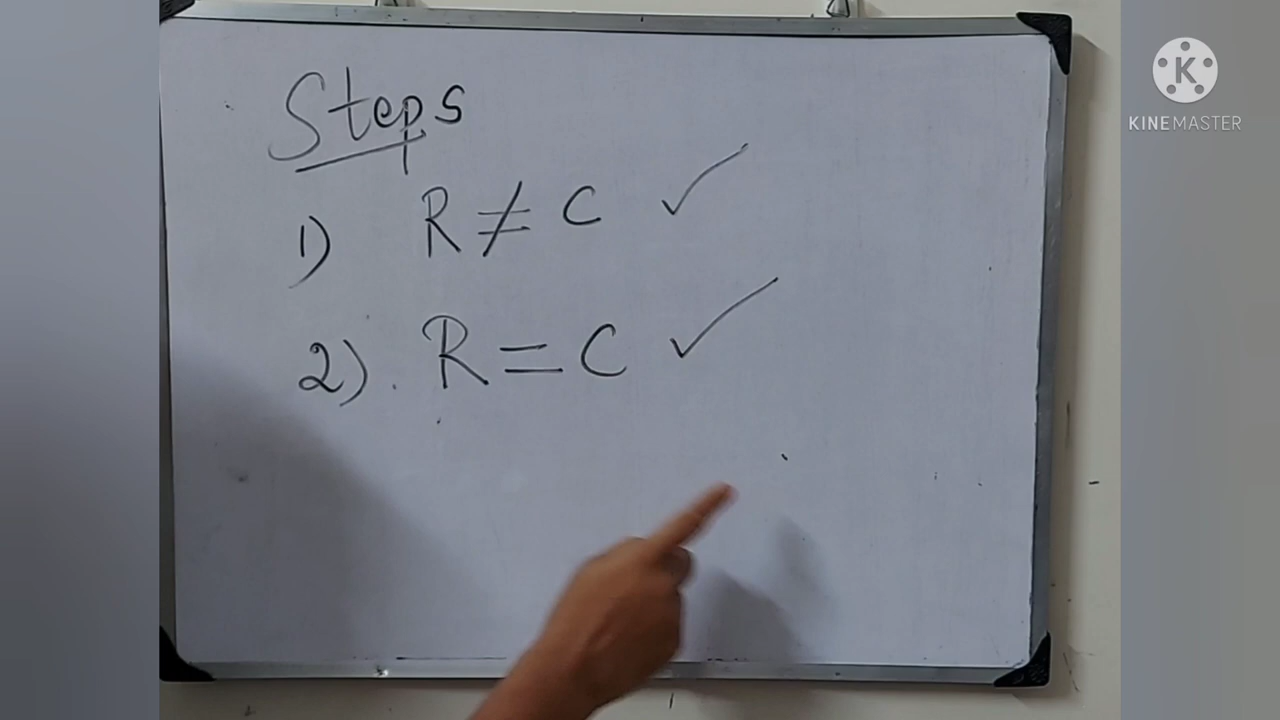 Steps
1) R ≠ C ✓
2). R = C ✓
K
KINEMASTER